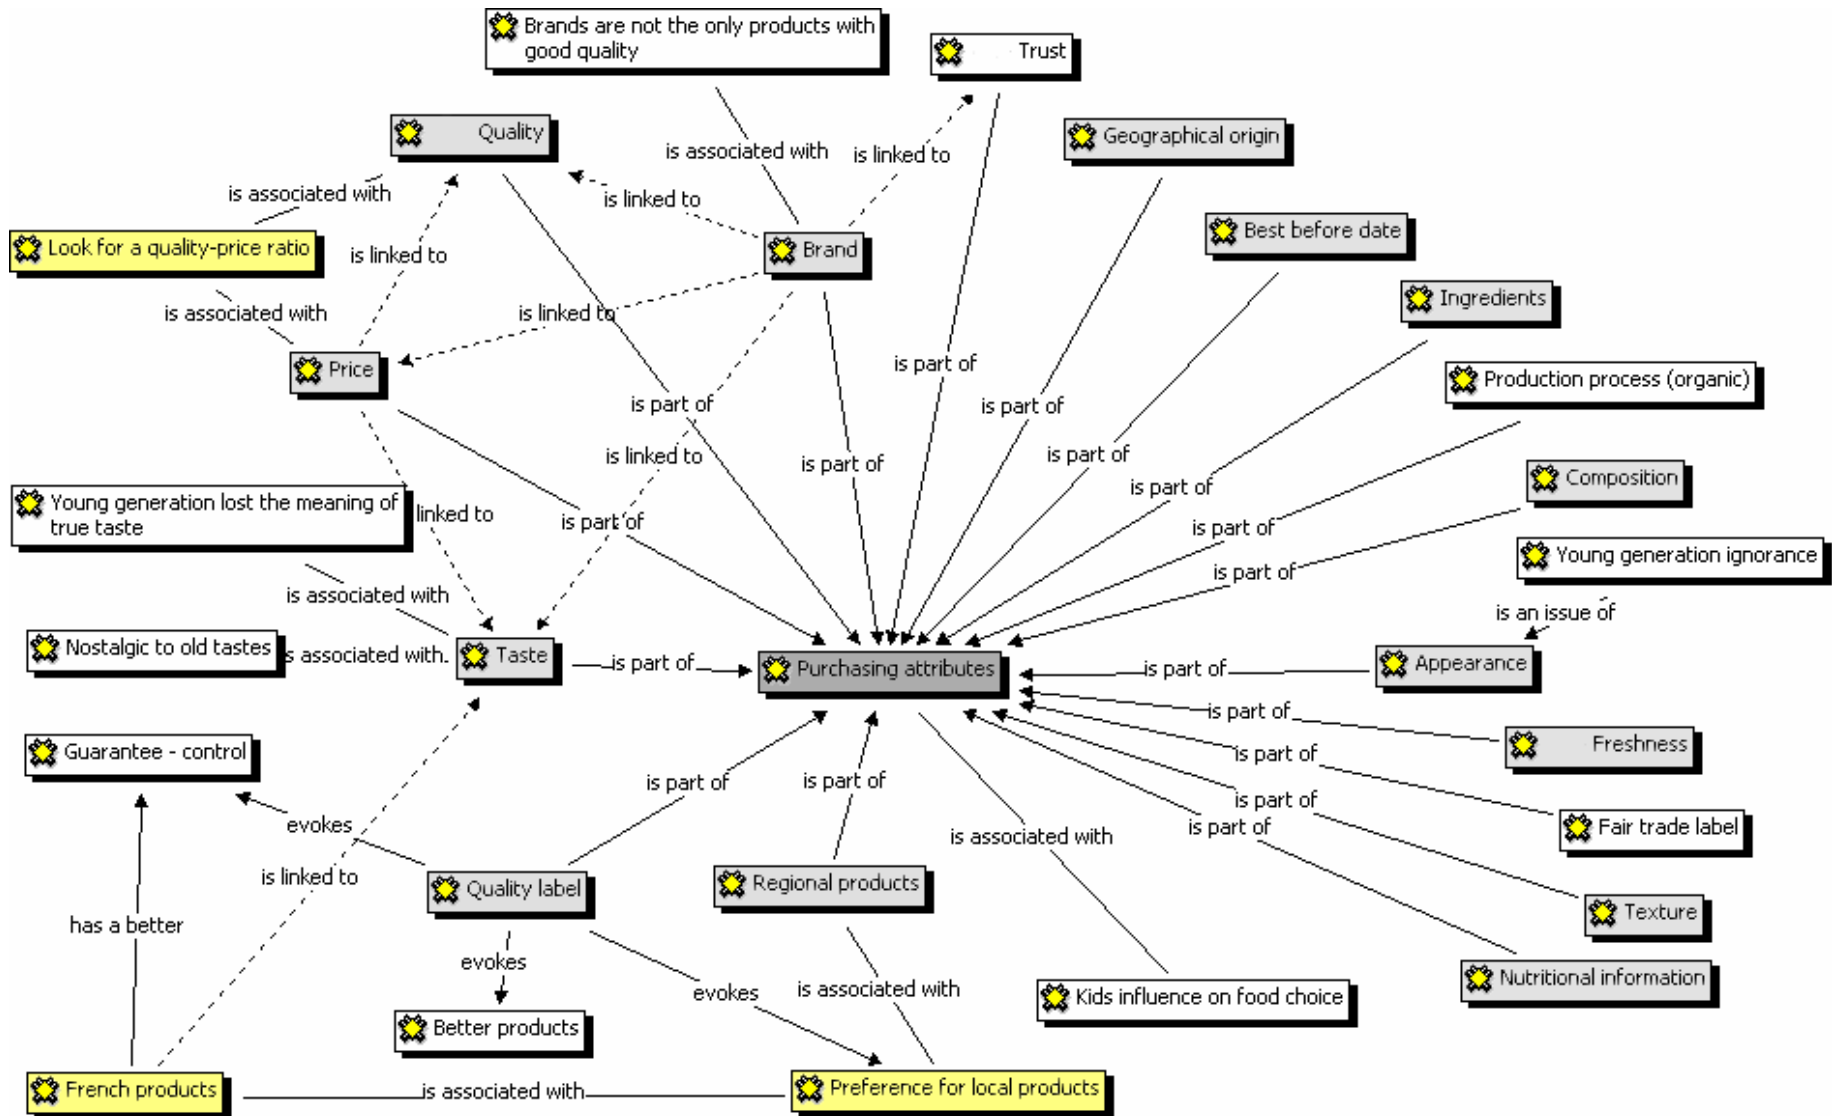 Brands are not the only products with
good quality
Trust
Quality
Geographical origin
is associated with
is linked to
is associated with
is linked to
Best before date
Look for a quality-price ratio
is linked to
Brand
Ingredients
is associated with
is linked to
Price
is part of
Production process (organic)
is part of
is part of
is linked to
is part of
is part of
Composition
Young generation lost the meaning of
true taste
linked to
is part of
is part of
is part of
Young generation ignorance
is part of
is associated with
is an issue of
Nostalgic to old tastes
is associated with
Taste
is part of
Purchasing attributes
is part of
Appearance
is part of
Freshness
Guarantee - control
is part of
is part of
is part of
is part of
Fair trade label
evokes
is part of
is associated with
is linked to
Quality label
Regional products
Texture
has a better
evokes
evokes
is associated with
Nutritional information
Kids influence on food choice
Better products
French products
is associated with
Preference for local products